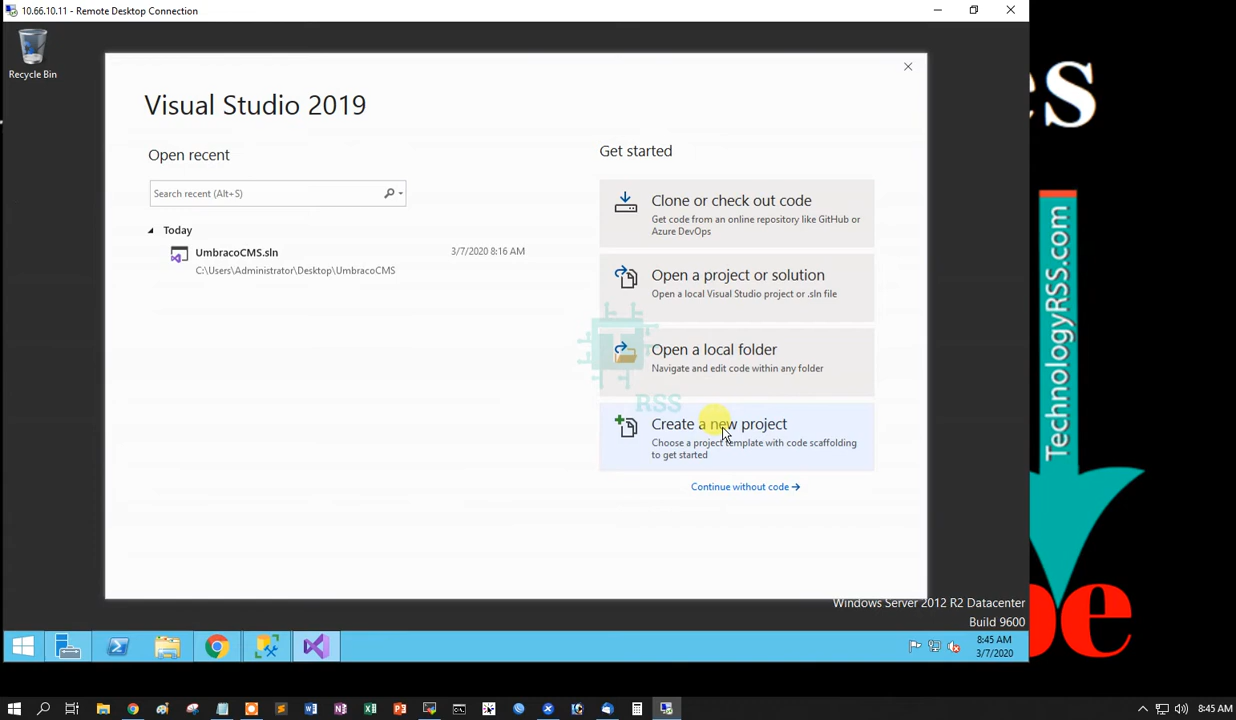 10.66.10.11 - Remote Desktop Connection
Recycle Bin
es
Visual Studio 2019
Open recent
Get started
Search recent (Alt+S)
Clone or check out code
Get code from an online repository like GitHub or
Azure DevOps
Today
UmbracoCMS.sln
3/7/2020 8:16 AM
C:\Users\Administrator\Desktop\UmbracoCMS
Open a project or solution
Open a local Visual Studio project or .sln file
Open a local folder
Navigate and edit code within any folder
RSS
Create a new project
Choose a project template with code scaffolding
to get started
Continue without code
TechnologyRSS.com
be
Windows Server 2012 R2 Datacenter
Build 9600
8:45 AM
3/7/2020
8:45 AM